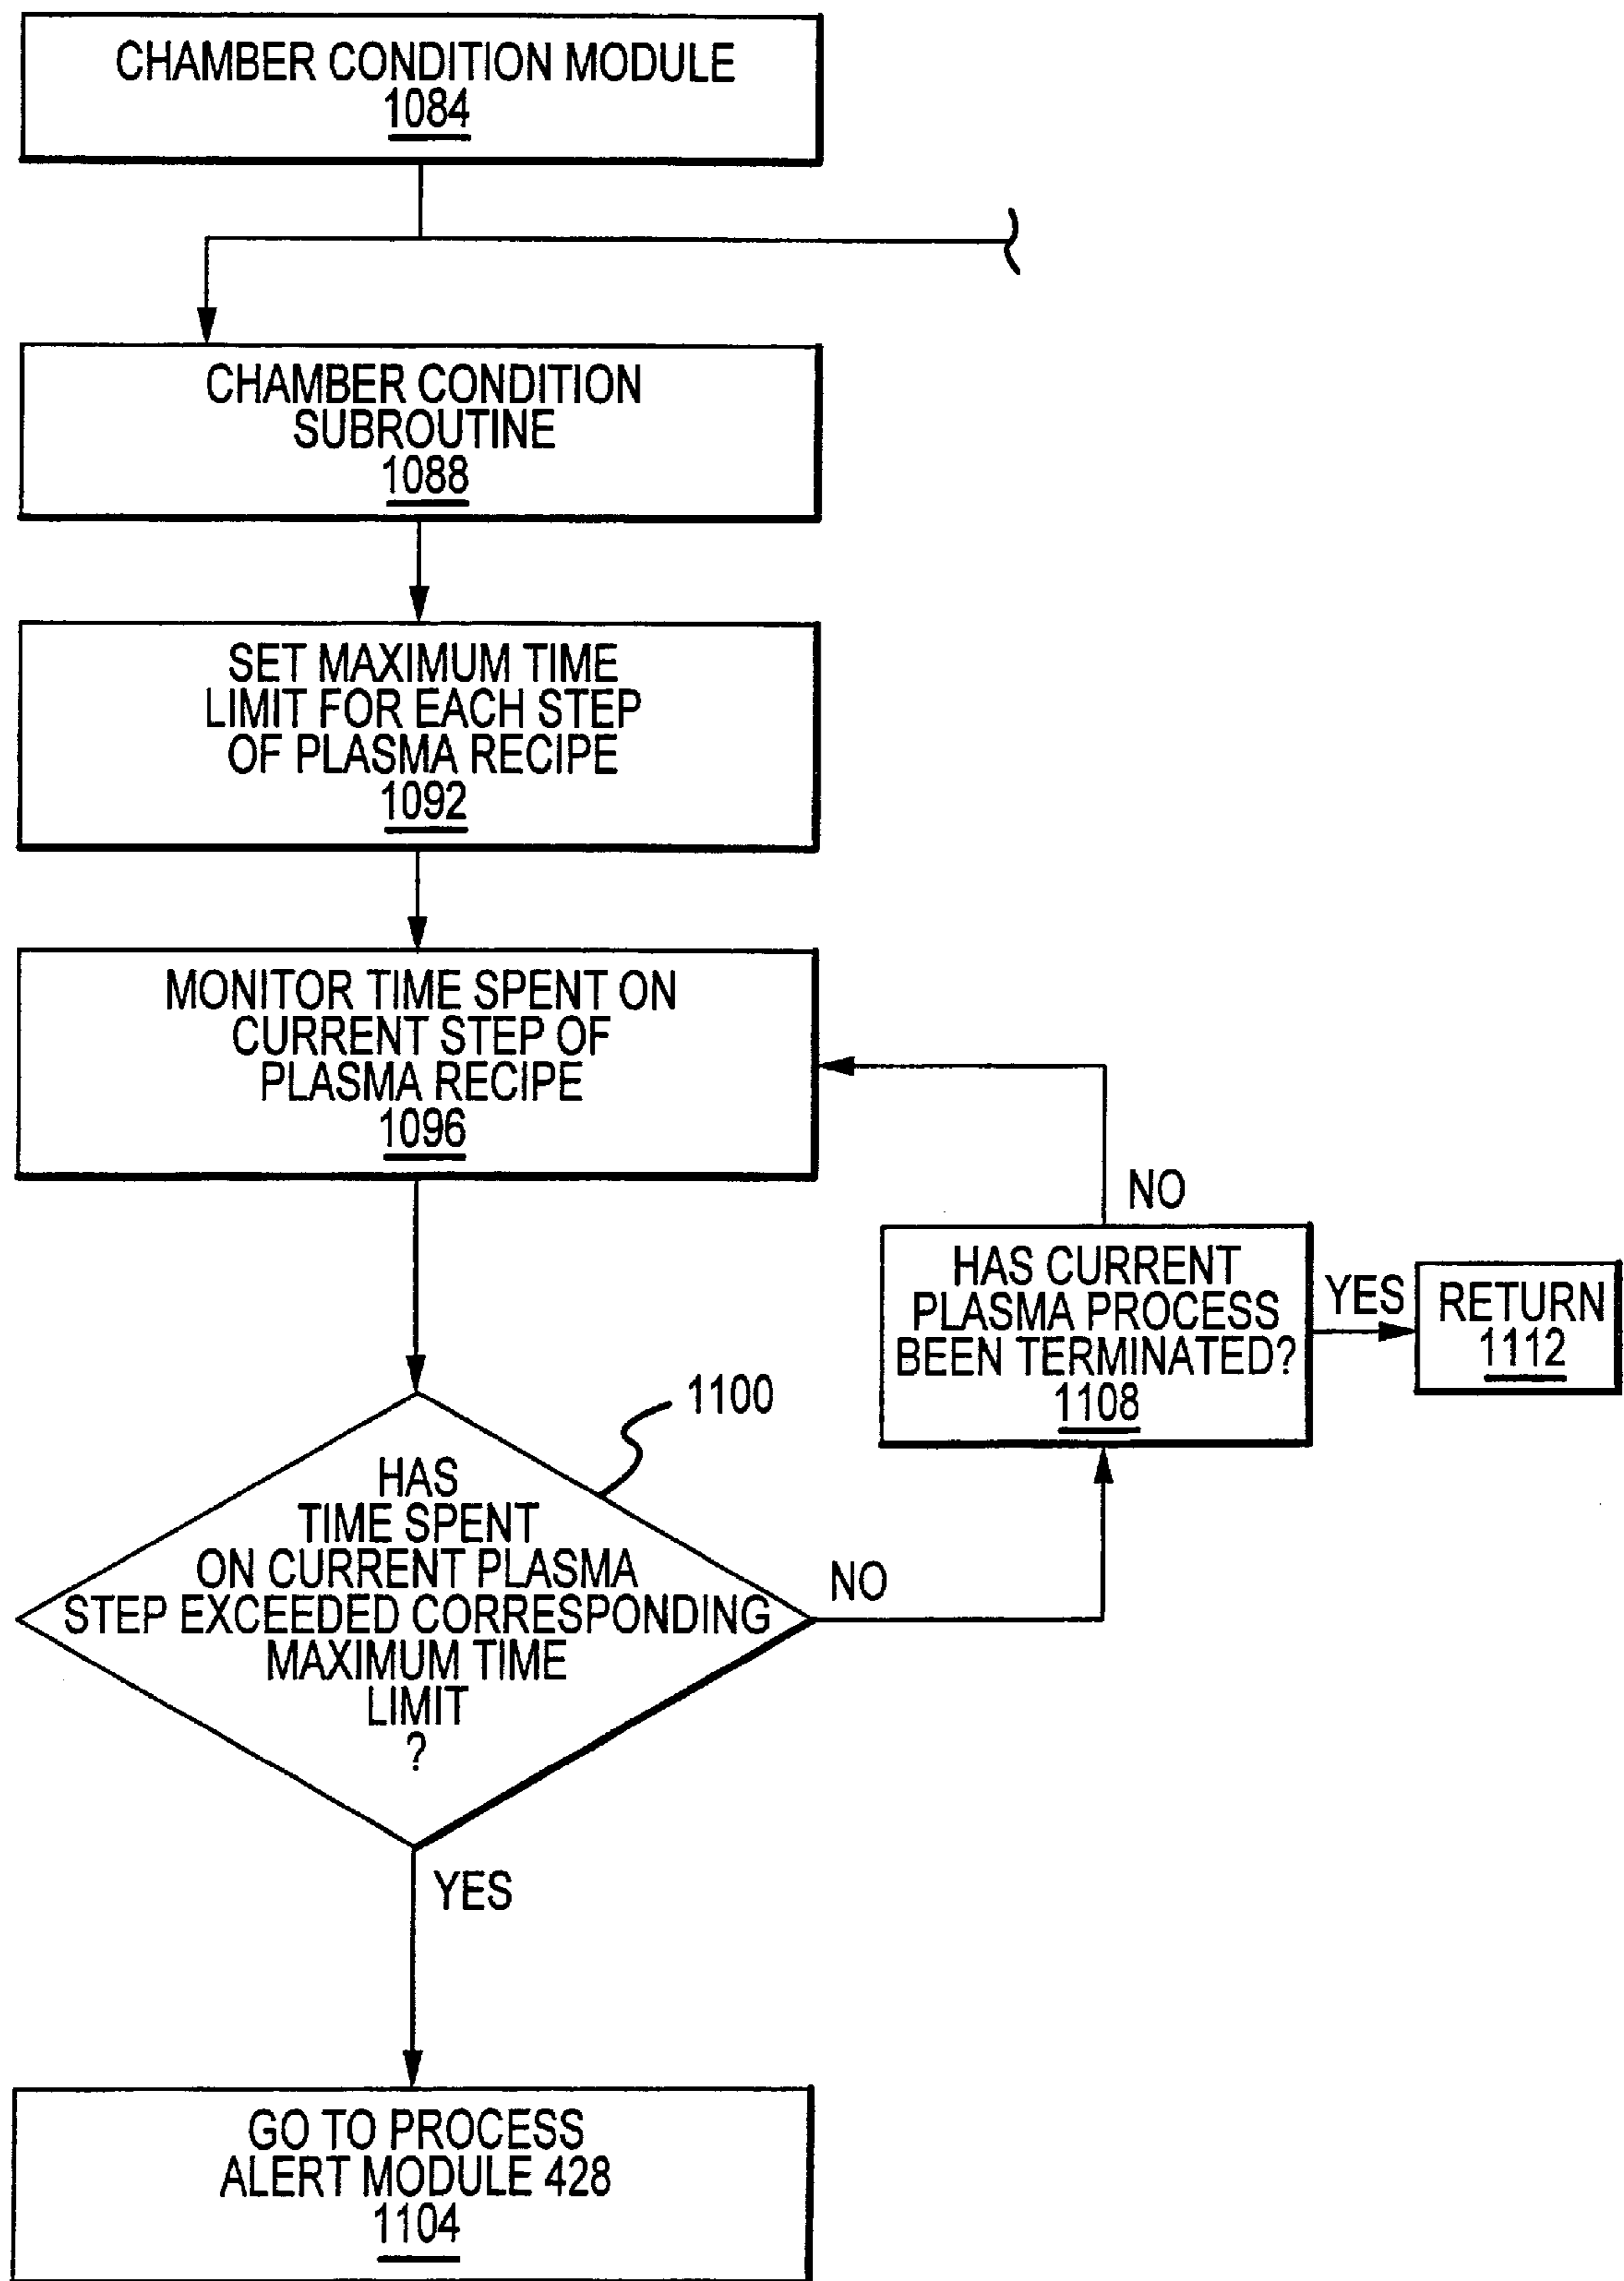 CHAMBER CONDITION MODULE
1084
CHAMBER CONDITION
SUBROUTINE
1088
SET MAXIMUM TIME
LIMIT FOR EACH STEP
OF PLASMA RECIPE
1092
MONITOR TIME SPENT ON
CURRENT STEP OF
PLASMA RECIPE
1096
NO
HAS CURRENT
PLASMA PROCESS
BEEN TERMINATED?
1108
YES
RETURN
1112
1100
HAS
TIME SPENT
ON CURRENT PLASMA
STEP EXCEEDED CORRESPONDING
MAXIMUM TIME
LIMIT
?
NO
YES
GO TO PROCESS
ALERT MODULE 428
1104